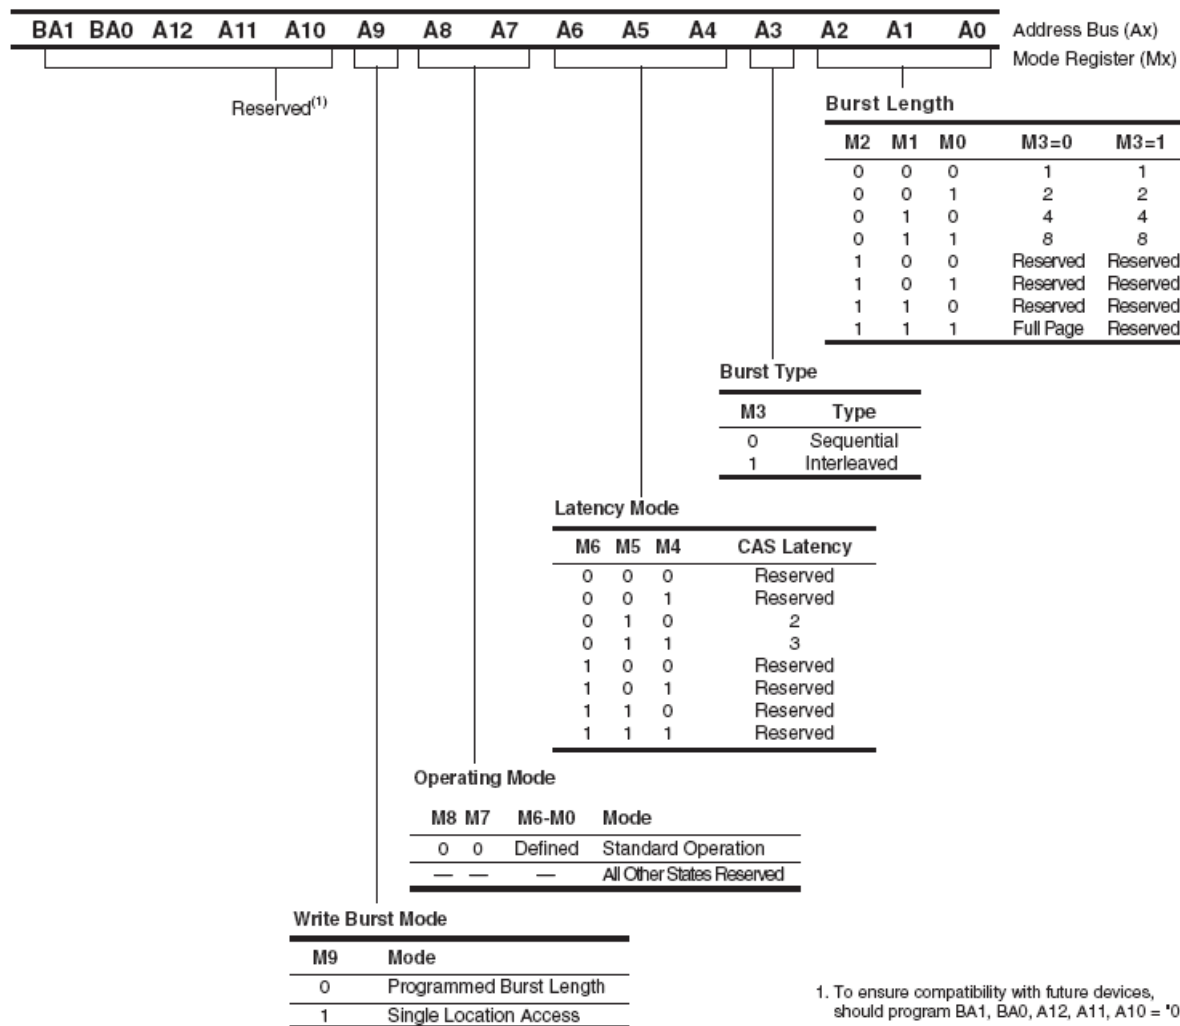 BA1 BA0 A12 A11 A10 A9 A8 A7 A6 A5 A4 A3 A2 A1 A0 Address Bus (Ax)
Mode Register (Mx)
Reserved(1)
Burst Length
M2 M1 M0 M3=0 M3=1
0 0 0 1 1
0 0 1 2 2
0 1 0 4 4
0 1 1 8 8
1 0 0 Reserved Reserved
1 0 1 Reserved Reserved
1 1 0 Reserved Reserved
1 1 1 Full Page Reserved
Burst Type
M3 Type
0 Sequential
1 Interleaved
Latency Mode
M6 M5 M4 CAS Latency
0 0 0 Reserved
0 0 1 Reserved
0 1 0 2
0 1 1 3
1 0 0 Reserved
1 0 1 Reserved
1 1 0 Reserved
1 1 1 Reserved
Operating Mode
M8 M7 M6-M0 Mode
0 0 Defined Standard Operation
— — — All Other States Reserved
Write Burst Mode
M9 Mode
0 Programmed Burst Length
1 Single Location Access
1. To ensure compatibility with future devices,
should program BA1, BA0, A12, A11, A10 = "0